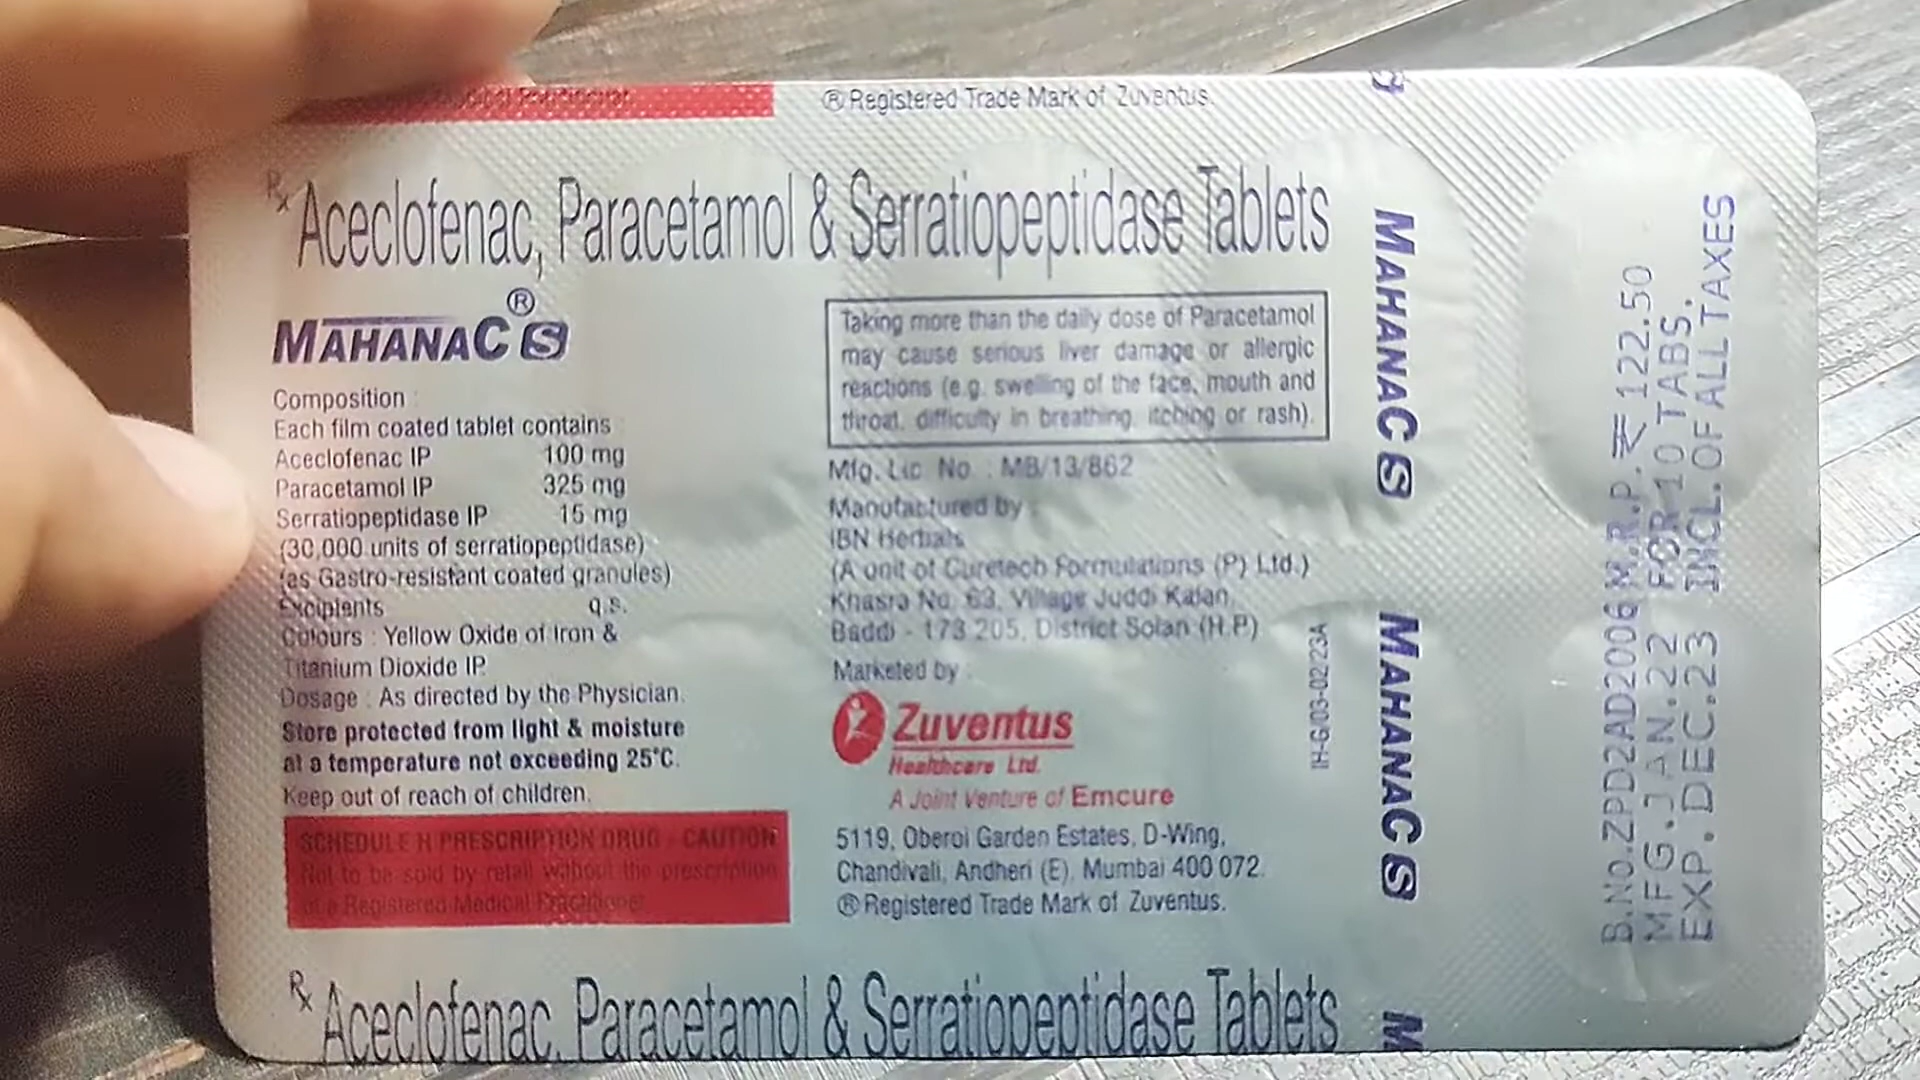 ® Registered Trade Mark of Zuventus.
Rx Aceclofenac, Paracetamol & Serratiopeptidase Tablets
MAHANAC® S
Composition :
Each film coated tablet contains
Aceclofenac IP 100 mg
Paracetamol IP 325 mg
Serratiopeptidase IP 15 mg
(30,000 units of serratiopeptidase)
(as Gastro-resistant coated granules)
Excipients q.s.
Colours : Yellow Oxide of Iron &
Titanium Dioxide IP.
Dosage : As directed by the Physician.
Store protected from light & moisture
at a temperature not exceeding 25°C.
Keep out of reach of children.
SCHEDULE H PRESCRIPTION DRUG - CAUTION
Not to be sold by retail without the prescription
of a Registered Medical Practitioner
Taking more than the daily dose of Paracetamol
may cause serious liver damage or allergic
reactions (e.g. swelling of the face, mouth and
throat, difficulty in breathing, itching or rash).
Mfg. Lic. No. : MB/13/862
Manufactured by :
IBN Herbals
(A unit of Curetech Formulations (P) Ltd.)
Khasra No. 63, Village Juddi Kalan,
Baddi - 173 205, District Solan (H.P)
Marketed by :
Zuventus
Healthcare Ltd.
A Joint Venture of Emcure
5119, Oberoi Garden Estates, D-Wing,
Chandivali, Andheri (E), Mumbai 400 072.
® Registered Trade Mark of Zuventus.
IH-G/03-02/23A
MAHANAC S
MAHANAC S
M
B.No.ZPD2AD2006 M.R.P. ₹ 122.50
MFG.JAN.22 FOR 10 TABS.
EXP.DEC.23 INCL.OF ALL TAXES
Rx Aceclofenac, Paracetamol & Serratiopeptidase Tablets